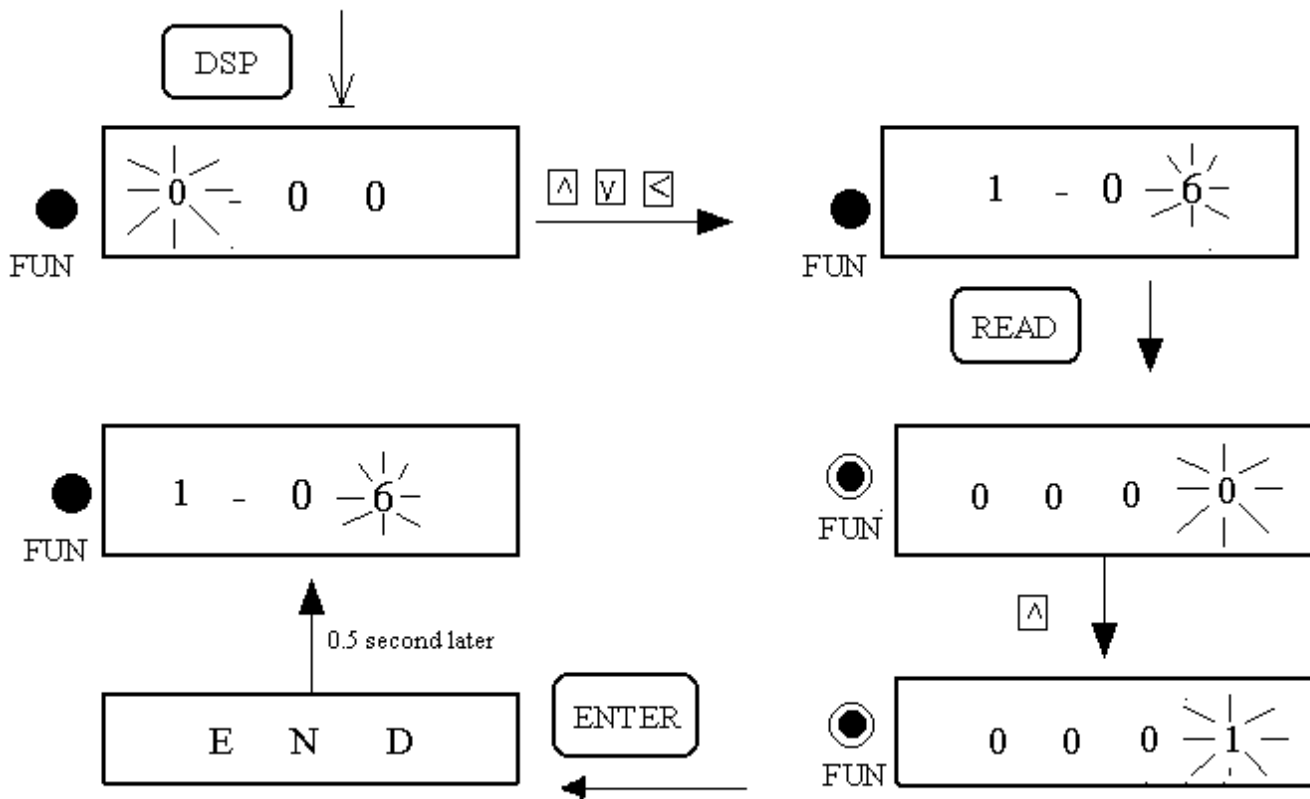 DSP
0 - 0 0
FUN
^ v <
1 - 0 6
FUN
READ
0 0 0 0
FUN
^
0 0 0 1
FUN
ENTER
E N D
0.5 second later
1 - 0 6
FUN